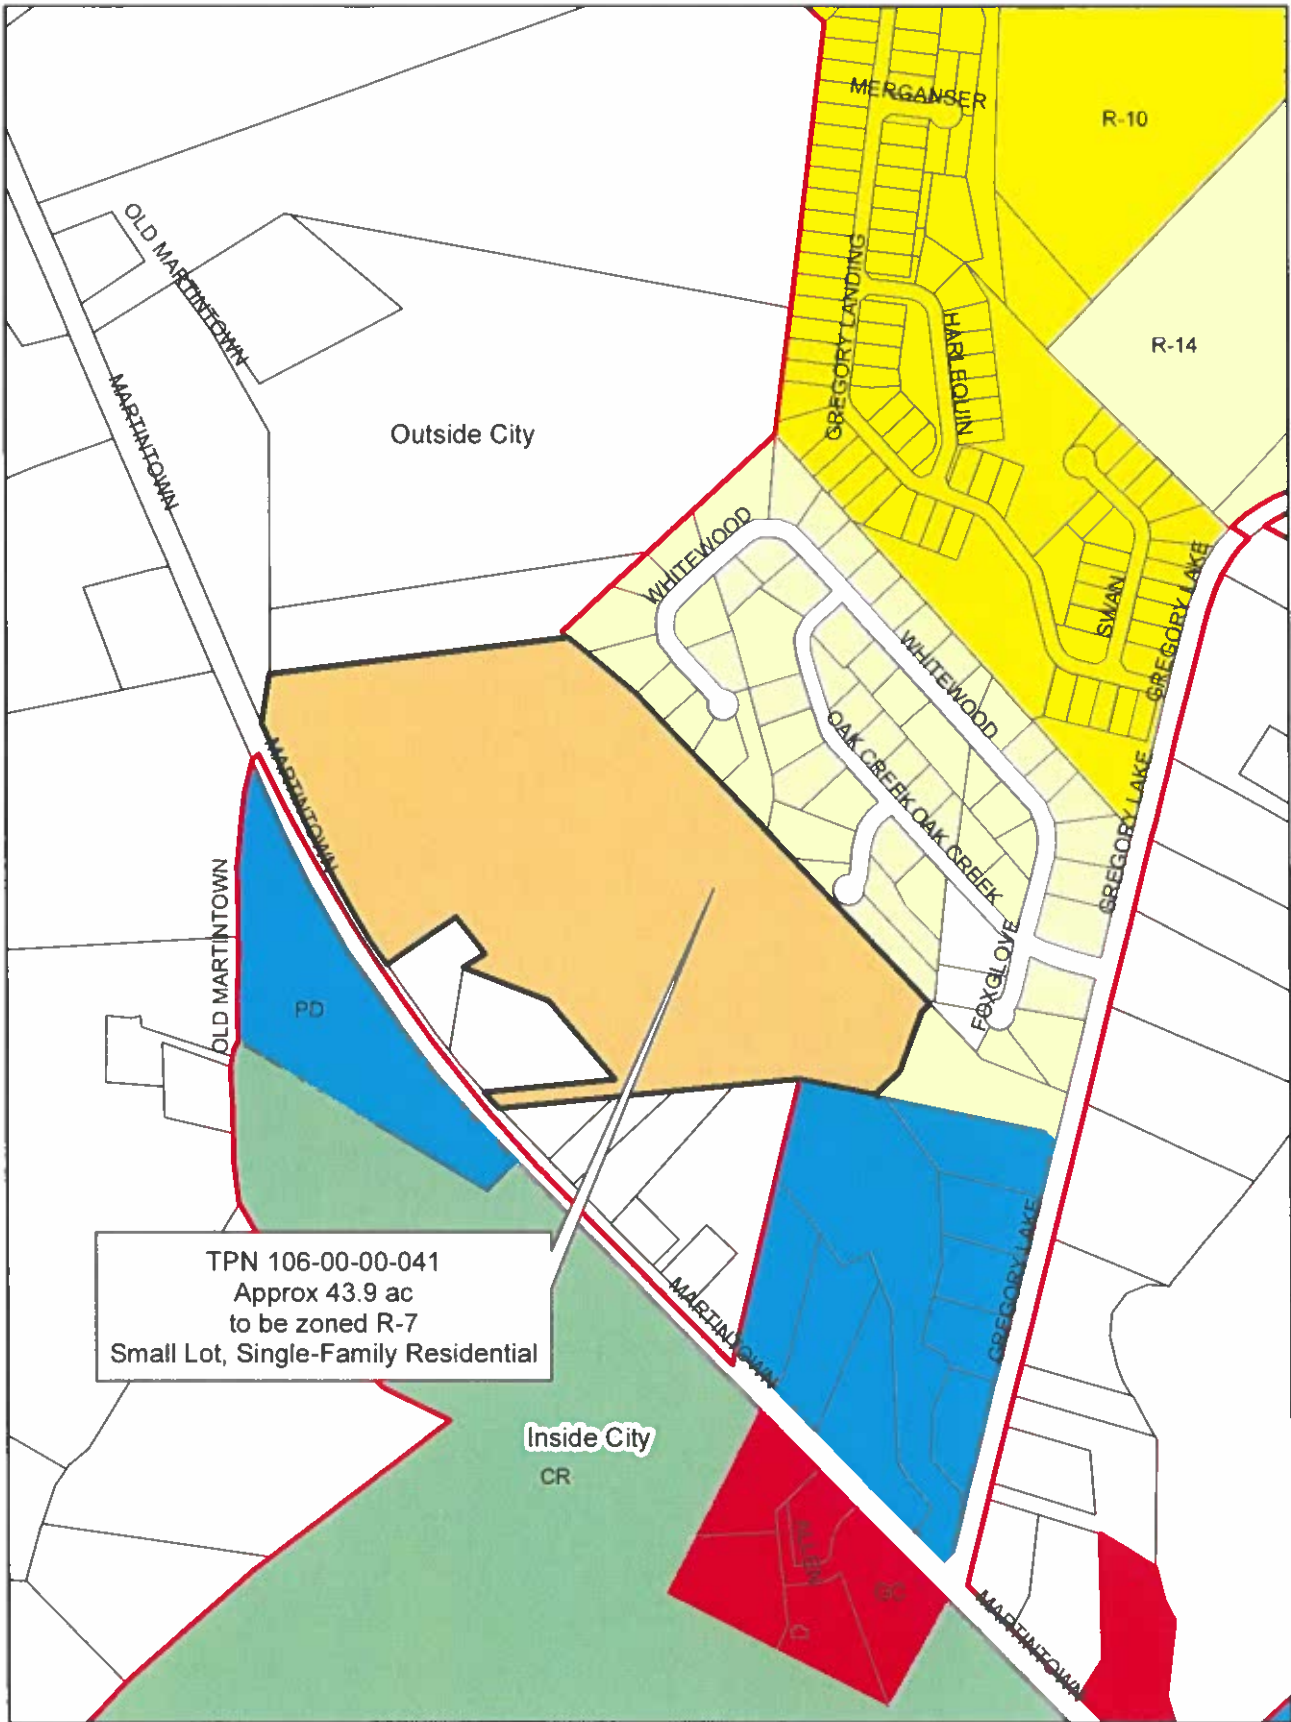 MERGANSER
R-10
OLD MARTINTOWN
GREGORY LANDING
HARLEQUIN
R-14
MARTINTOWN
Outside City
WHITEWOOD
SWAN
GREGORY LAKE
WHITEWOOD
OAK CREEK
OAK CREEK
MARTINTOWN
GREGORY LAKE
OLD MARTINTOWN
FOXGLOVE
PD
GREGORY LAKE
TPN 106-00-00-041
Approx 43.9 ac
to be zoned R-7
Small Lot, Single-Family Residential
MARTINTOWN
Inside City
CR
ALLEN
GC
MARTINTOWN